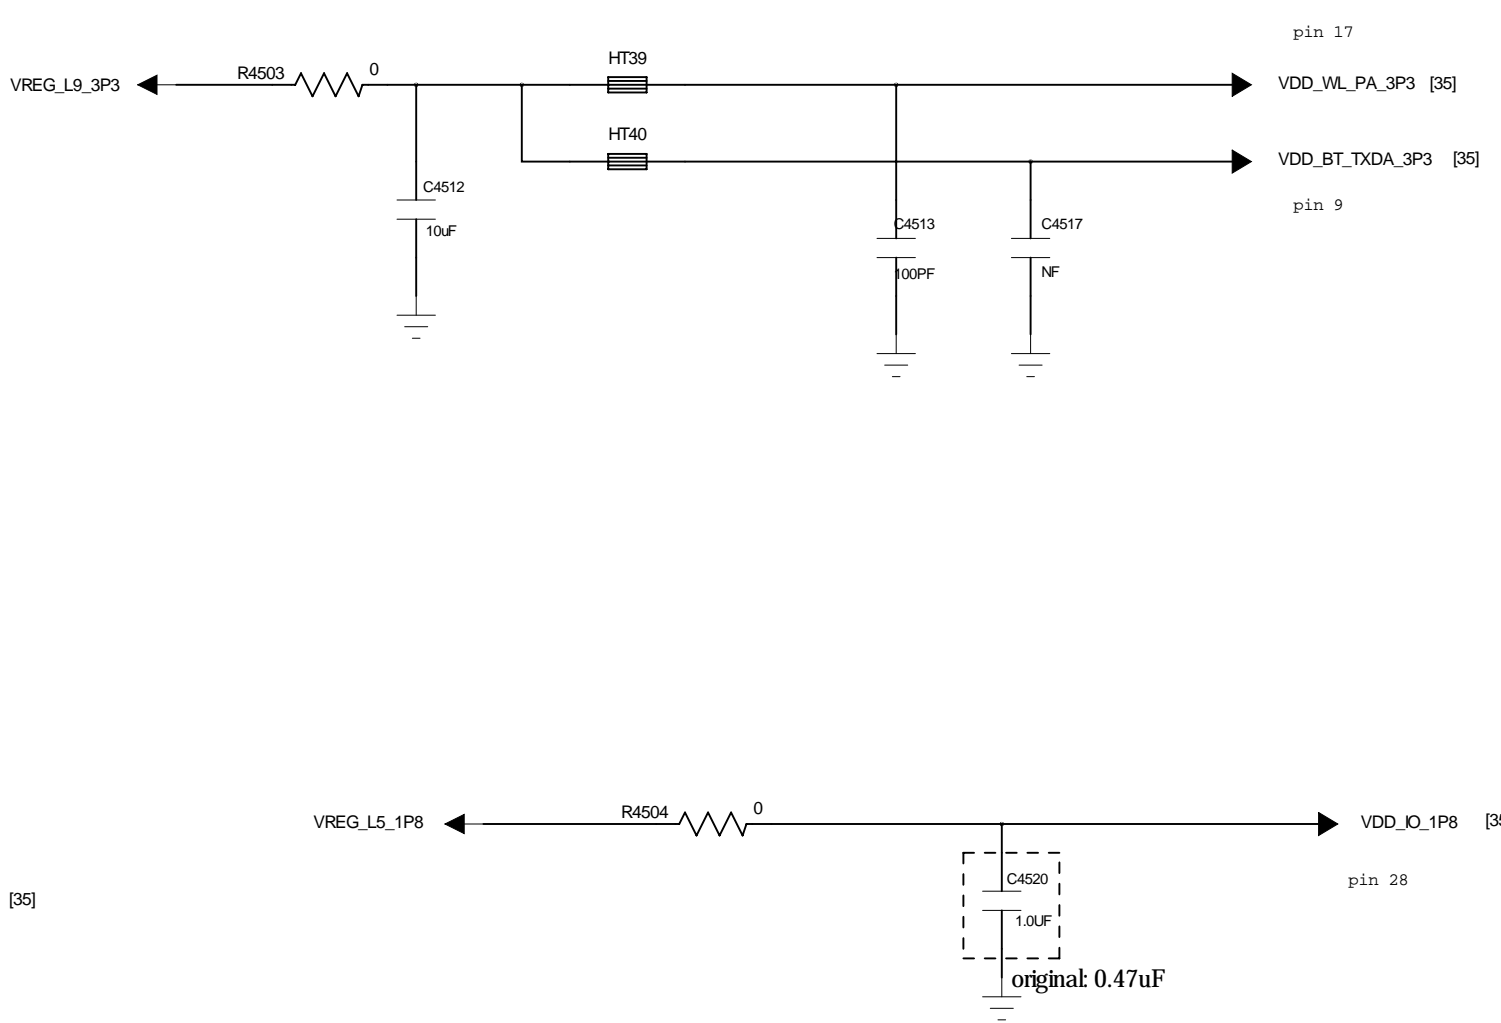 pin 17
HT39
R4503 0
VREG_L9_3P3
VDD_WL_PA_3P3 [35]
HT40
VDD_BT_TXDA_3P3 [35]
C4512
pin 9
C4513
C4517
10uF
100PF
NF
R4504 0
VREG_L5_1P8
VDD_IO_1P8 [35
C4520
pin 28
[35]
1.0UF
original: 0.47uF